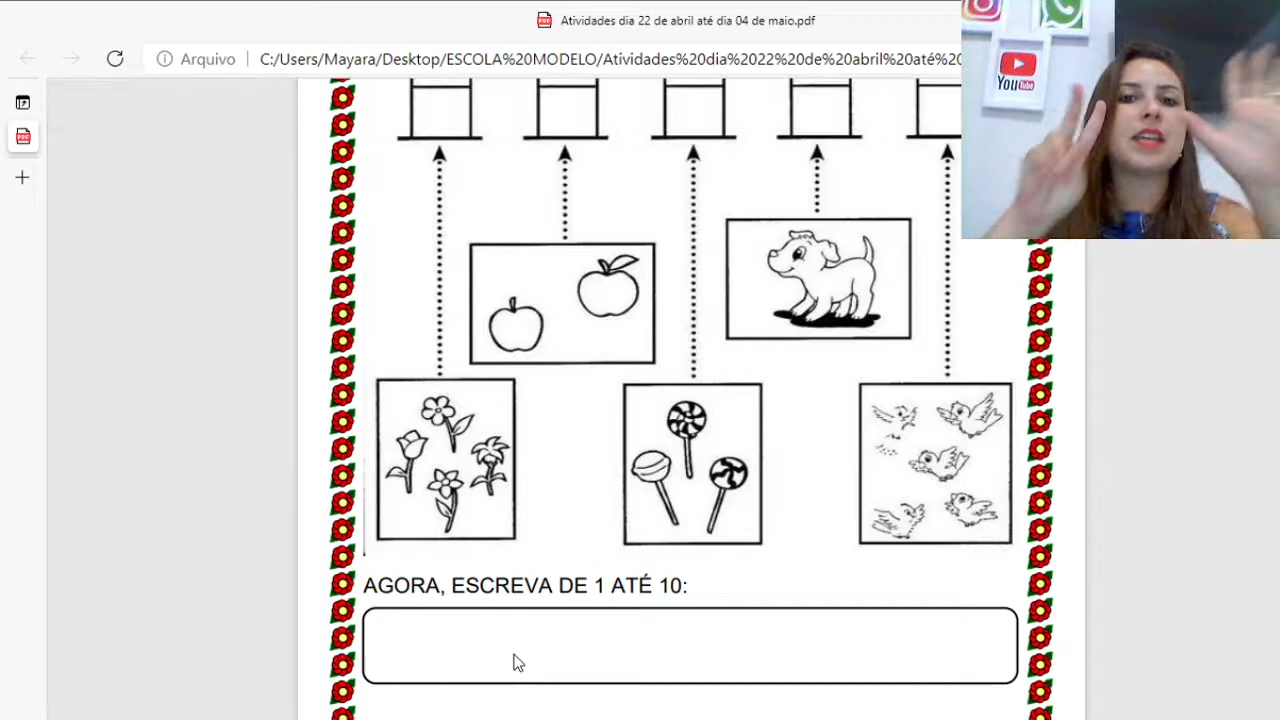 Atividades dia 22 de abril até dia 04 de maio.pdf
Arquivo
C:/Users/Mayara/Desktop/ESCOLA%20MODELO/Atividades%20dia%2022%20de%20abril%20até%20
YouTube
AGORA, ESCREVA DE 1 ATÉ 10: